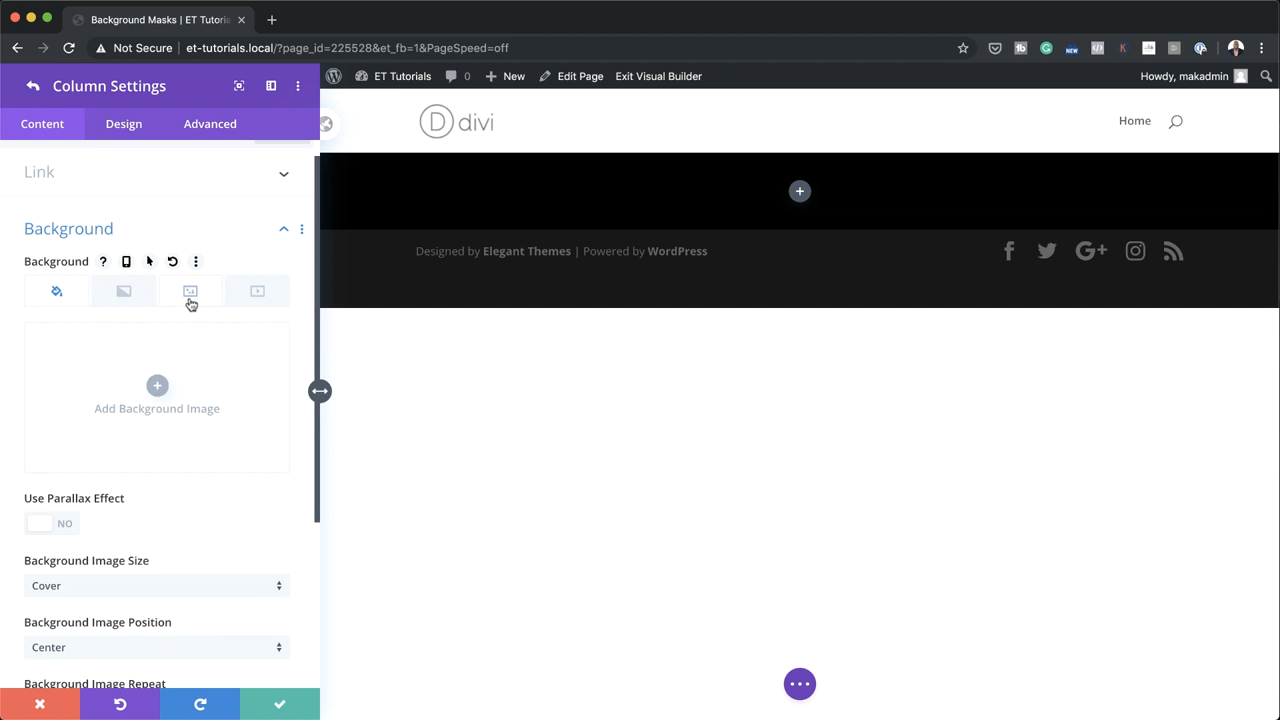 Background Masks | ET Tutoria
Not Secure | et-tutorials.local/?page_id=225528&et_fb=1&PageSpeed=off
NEW
ET Tutorials 0 New Edit Page Exit Visual Builder Howdy, makadmin
Column Settings
Content Design Advanced
D divi
Home
Link
Background
Background ?
Designed by Elegant Themes | Powered by WordPress
Add Background Image
Use Parallax Effect
NO
Background Image Size
Cover
Background Image Position
Center
Background Image Repeat